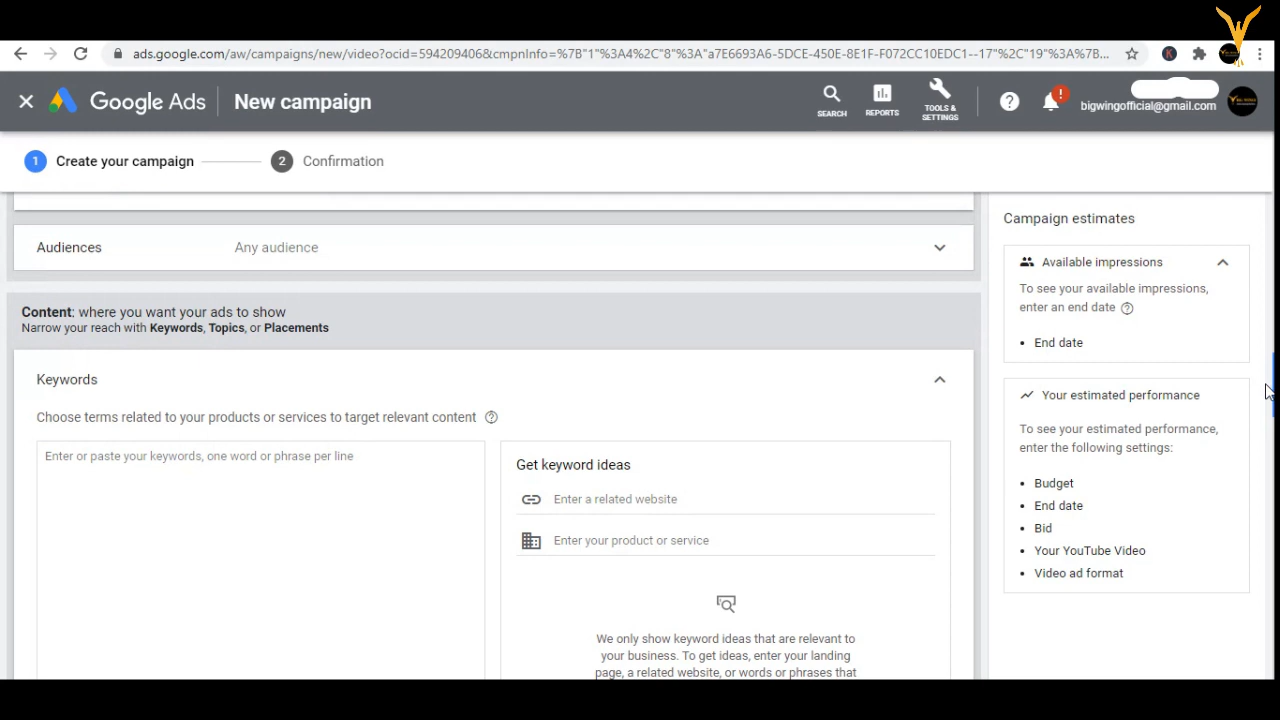 ads.google.com/aw/campaigns/new/video?ocid=594209406&cmpnInfo=%7B"1"%3A4%2C"8"%3A"a7E6693A6-5DCE-450E-8E1F-F072CC10EDC1--17"%2C"19"%3A%7B...
K
Google Ads
New campaign
SEARCH
REPORTS
TOOLS &
SETTINGS
!
bigwingofficial@gmail.com
1 Create your campaign
2 Confirmation
Audiences Any audience
Content: where you want your ads to show
Narrow your reach with Keywords, Topics, or Placements
Keywords
Choose terms related to your products or services to target relevant content
Enter or paste your keywords, one word or phrase per line
Get keyword ideas
Enter a related website
Enter your product or service
We only show keyword ideas that are relevant to
your business. To get ideas, enter your landing
page, a related website, or words or phrases that
Campaign estimates
Available impressions
To see your available impressions,
enter an end date
• End date
Your estimated performance
To see your estimated performance,
enter the following settings:
• Budget
• End date
• Bid
• Your YouTube Video
• Video ad format